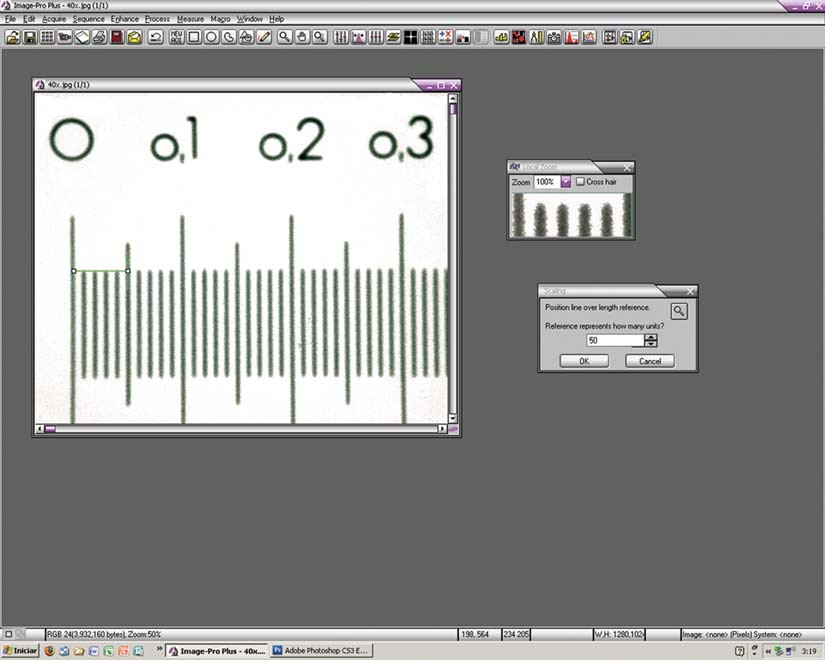 Image-Pro Plus - 40x.jpg (1/1)
File Edit Acquire Sequence Enhance Process Measure Macro Window Help
40x.jpg (1/1)
0 0,1 0,2 0,3
Local Zoom
Zoom 100% Cross hair
Scaling
Position line over length reference.
Reference represents how many units?
50
OK Cancel
RGB 24(3,932,160 bytes), Zoom:50% 198, 564 234 205 W,H: 1280,102 Image: <none> (Pixels) System: <none>
Iniciar » Image-Pro Plus - 40x.... Adobe Photoshop CS3 E... « 3:19